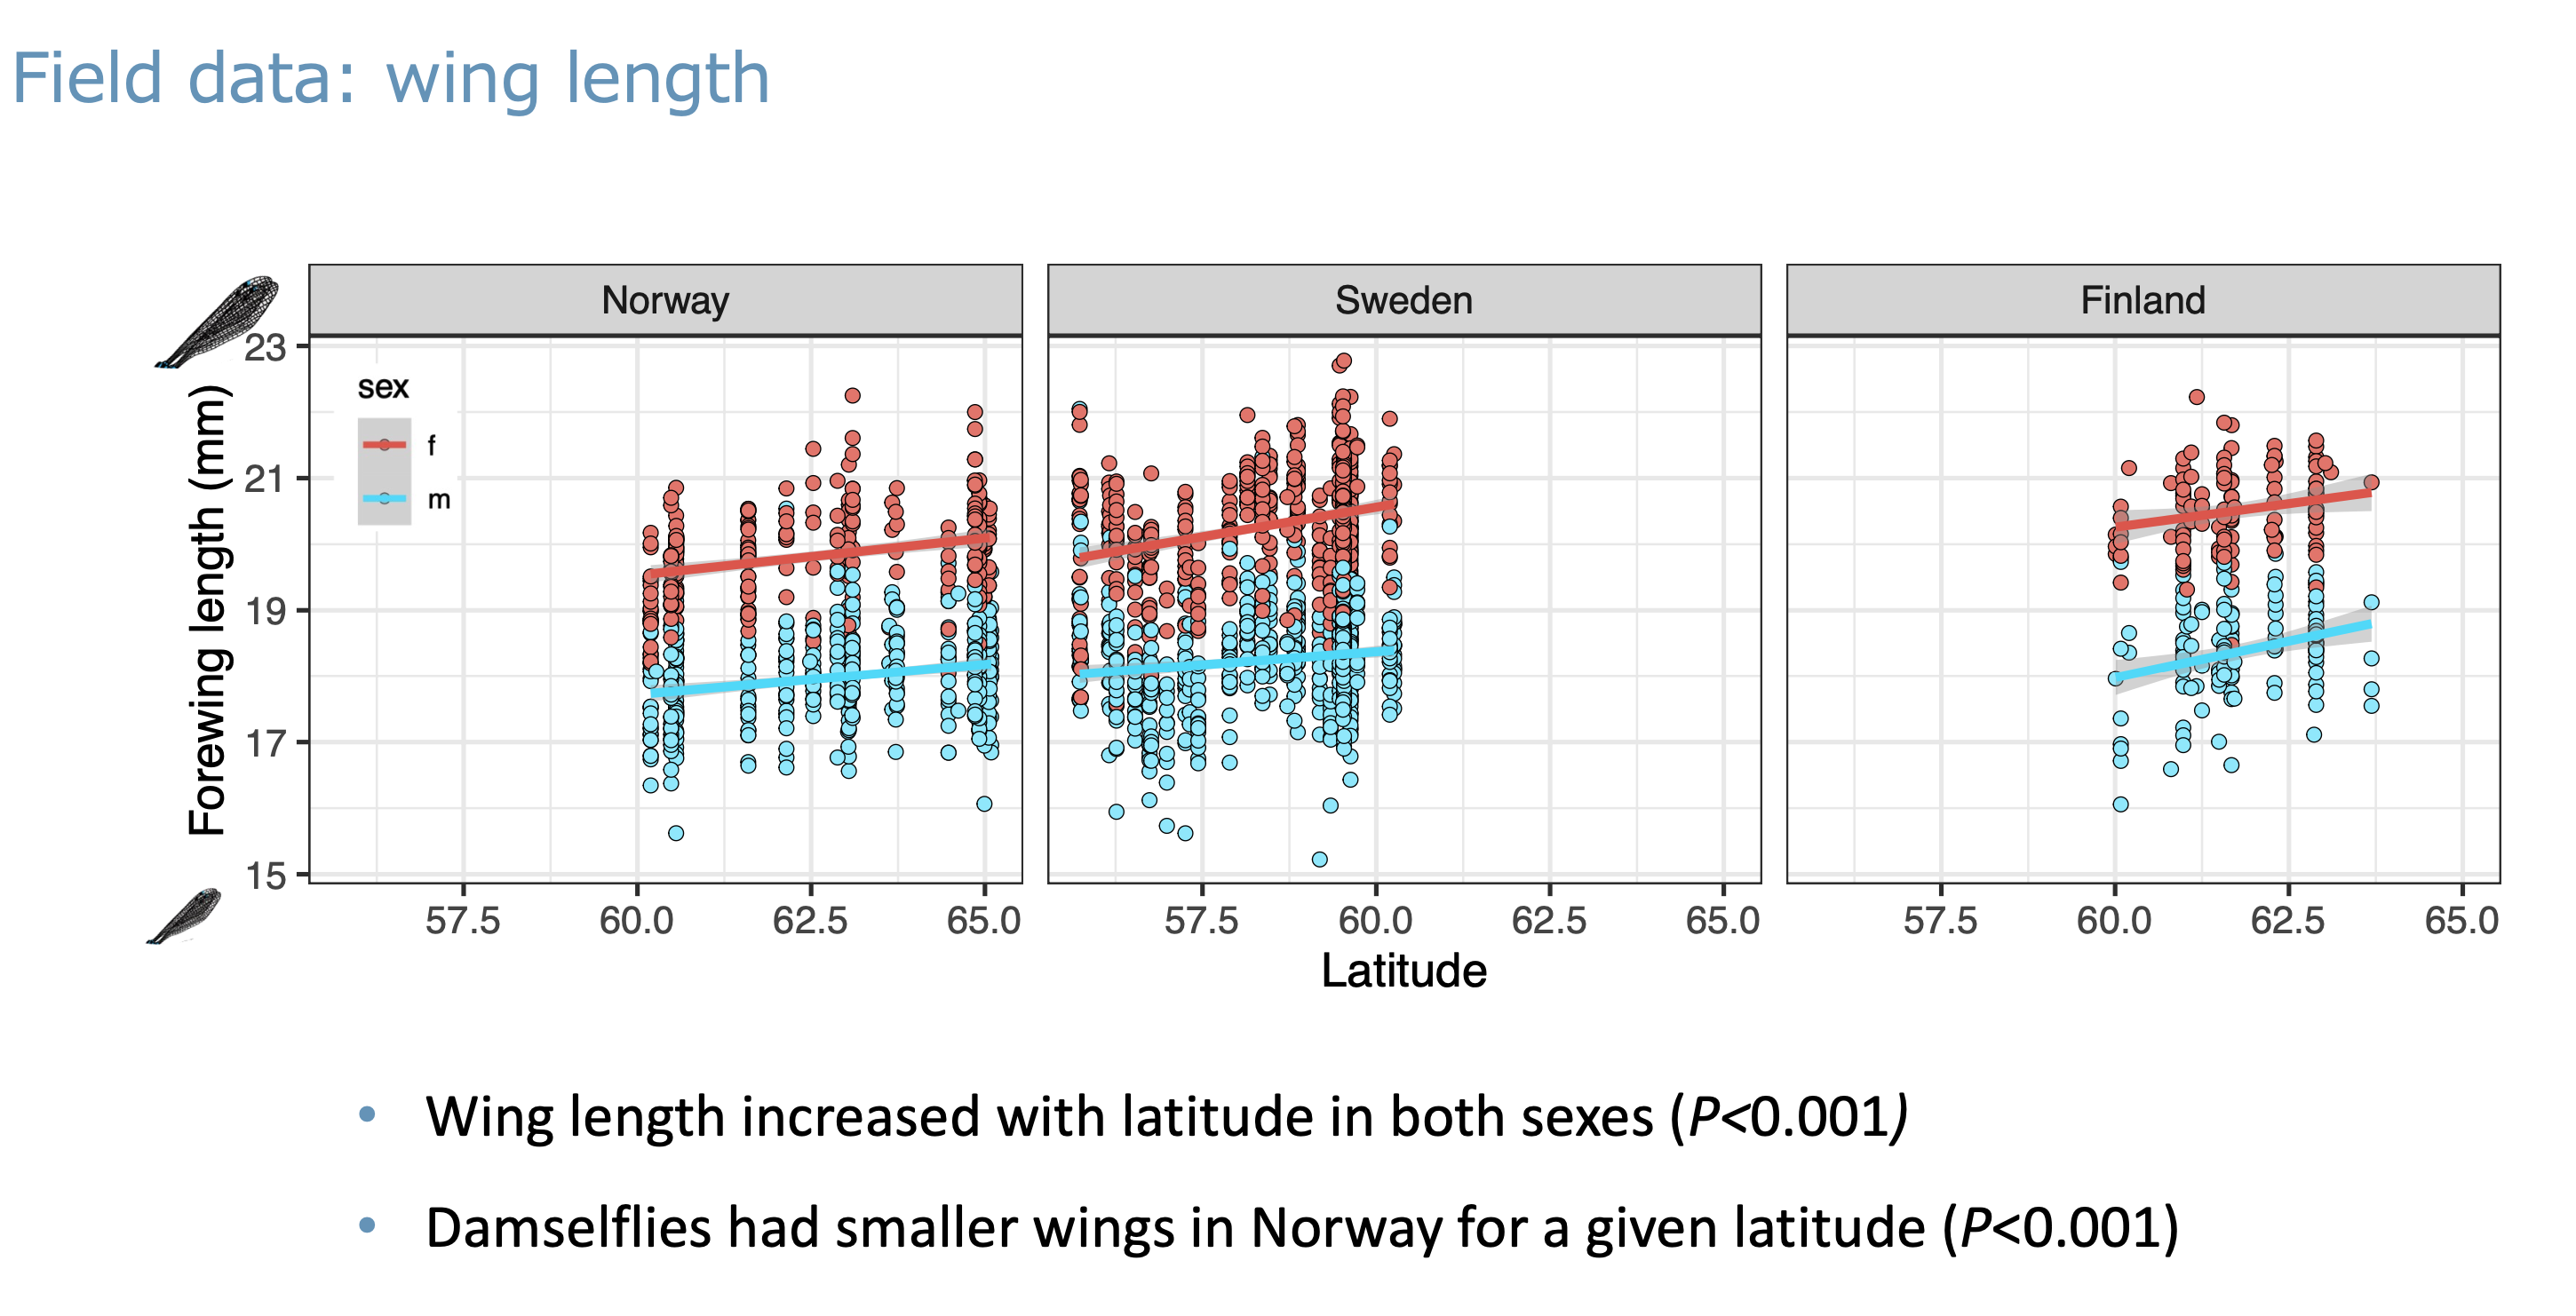 Field data: wing length
Norway
Sweden
Finland
sex
f
m
Forewing length (mm)
23
21
19
17
15
57.5 60.0 62.5 65.0
57.5 60.0 62.5 65.0
57.5 60.0 62.5 65.0
Latitude
• Wing length increased with latitude in both sexes (P<0.001)
• Damselflies had smaller wings in Norway for a given latitude (P<0.001)